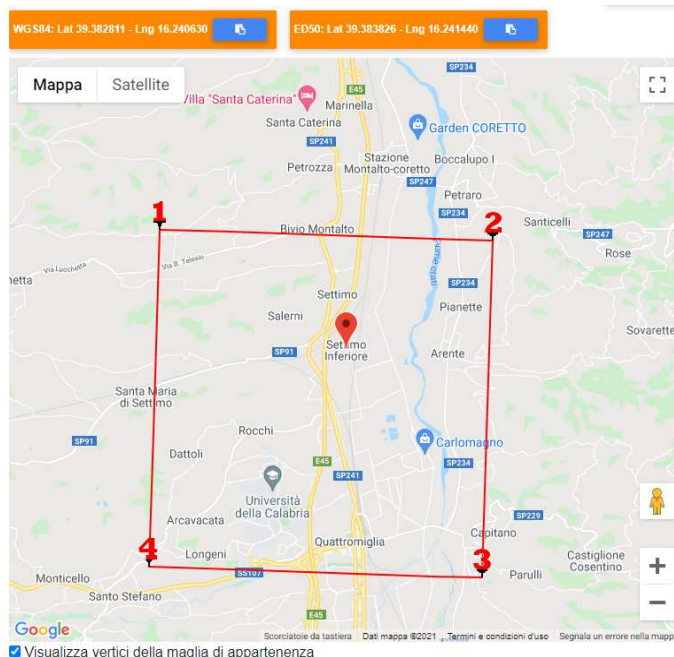 WGS84: Lat 39.382811 - Lng 16.240630
ED50: Lat 39.383826 - Lng 16.241440
Mappa Satellite
SP234
E45
Villa "Santa Caterina"
Marinella
Santa Caterina
Garden CORETTO
SP241
Stazione
Montalto-coretto
Boccalupo I
Petrozza
SP247
Petraro
1
SP234
2
Santicelli
Bivio Montalto
SP247
Rose
Via B. Telesio
Via Lucchetta
Fiume Crati
netta
SP234
Settimo
Pianette
Salerni
Sovarette
Settimo
Inferiore
SP91
Arente
Santa Maria
di Settimo
Rocchi
SP91
Carlomagno
Dattoli
E45
SP234
SP241
Università
della Calabria
SP229
Arcavacata
Capitano
4
Quattromiglia
Longeni
3
Castiglione
Cosentino
Monticello
SS107
Parulli
Santo Stefano
E45
Google
Scorciatoie da tastiera Dati mappa ©2021 Termini e condizioni d'uso Segnala un errore nella mapp
Visualizza vertici della maglia di appartenenza